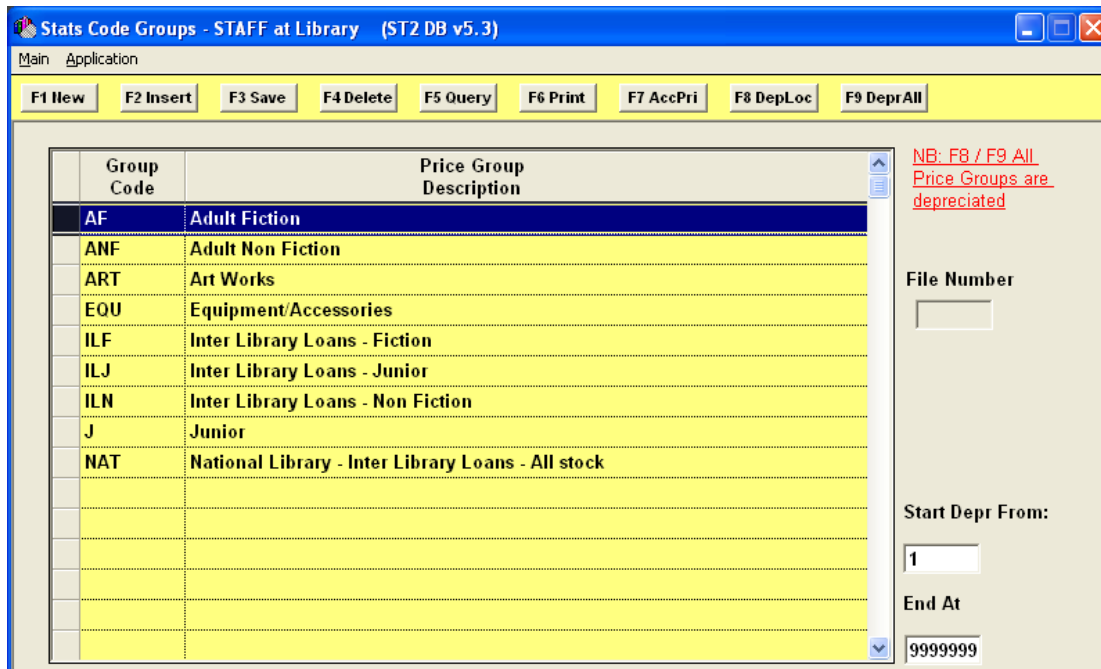 Stats Code Groups - STAFF at Library (ST2 DB v5.3)
Main Application
F1 New F2 Insert F3 Save F4 Delete F5 Query F6 Print F7 AccPri F8 DepLoc F9 DeprAll
Group Code Price Group Description
AF Adult Fiction
ANF Adult Non Fiction
ART Art Works
EQU Equipment/Accessories
ILF Inter Library Loans - Fiction
ILJ Inter Library Loans - Junior
ILN Inter Library Loans - Non Fiction
J Junior
NAT National Library - Inter Library Loans - All stock
NB: F8 / F9 All
Price Groups are
depreciated
File Number
Start Depr From:
1
End At
9999999